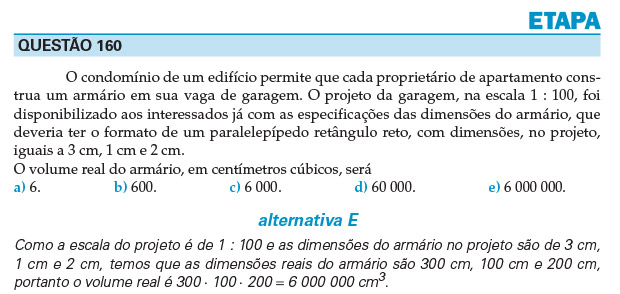 ETAPA
QUESTÃO 160
O condomínio de um edifício permite que cada proprietário de apartamento cons-
trua um armário em sua vaga de garagem. O projeto da garagem, na escala 1 : 100, foi
disponibilizado aos interessados já com as especificações das dimensões do armário, que
deveria ter o formato de um paralelepípedo retângulo reto, com dimensões, no projeto,
iguais a 3 cm, 1 cm e 2 cm.
O volume real do armário, em centímetros cúbicos, será
a) 6. b) 600. c) 6 000. d) 60 000. e) 6 000 000.
alternativa E
Como a escala do projeto é de 1 : 100 e as dimensões do armário no projeto são de 3 cm,
1 cm e 2 cm, temos que as dimensões reais do armário são 300 cm, 100 cm e 200 cm,
portanto o volume real é 300 · 100 · 200 = 6 000 000 cm³.